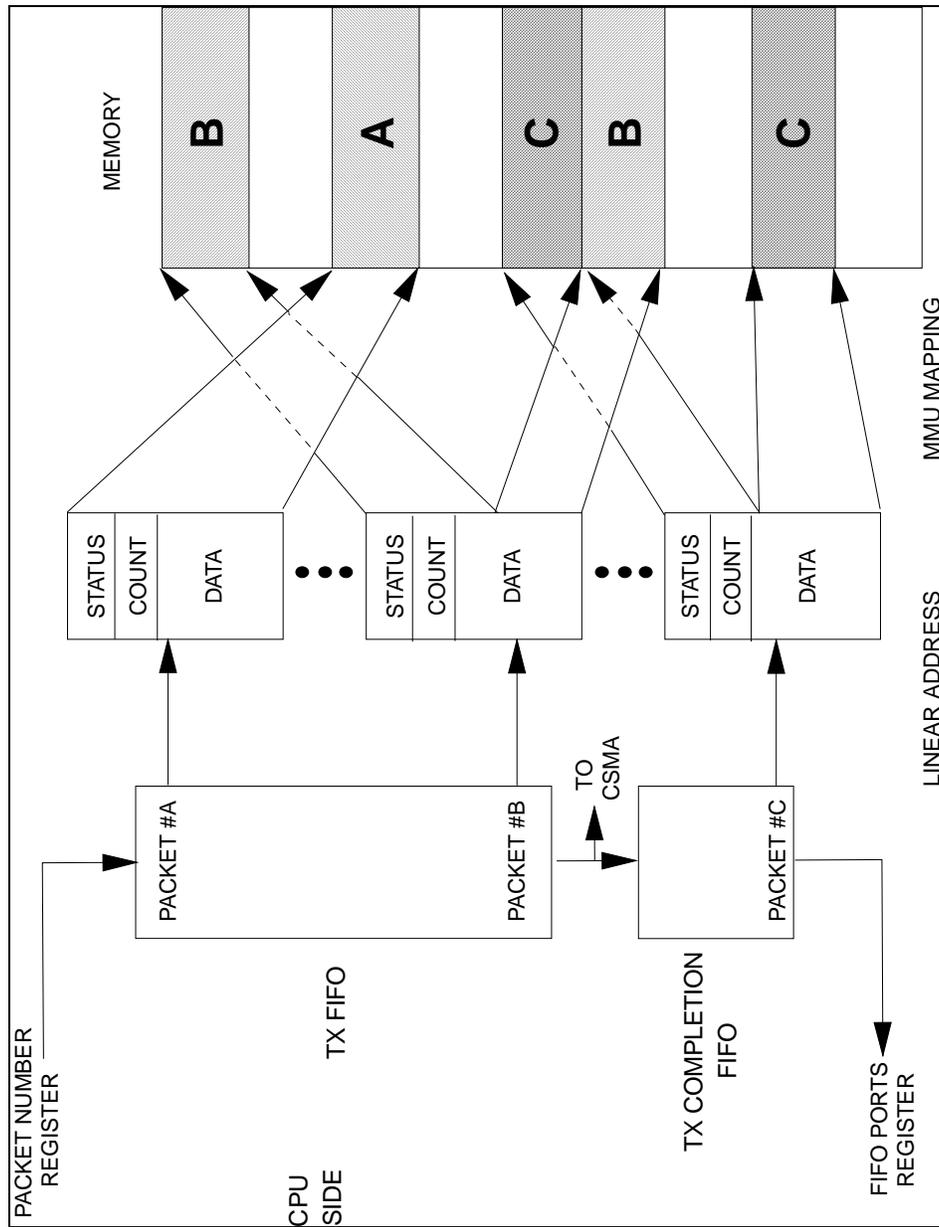 PACKET NUMBER
REGISTER
CPU
SIDE
TX FIFO
PACKET #A
PACKET #B
TO
CSMA
TX COMPLETION
FIFO
PACKET #C
FIFO PORTS
REGISTER
STATUS
COUNT
DATA
STATUS
COUNT
DATA
STATUS
COUNT
DATA
LINEAR ADDRESS
MMU MAPPING
MEMORY
B
A
C
B
C